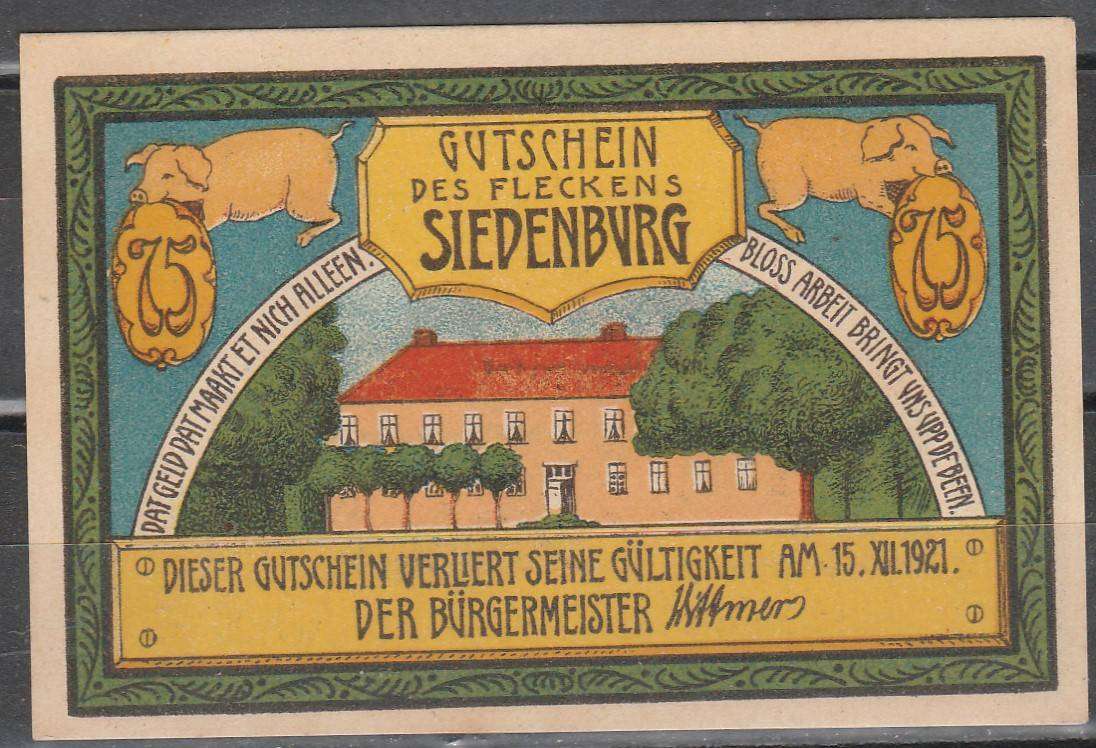 GUTSCHEIN
DES FLECKENS
SIEDENBURG
75
75
DAT GELD DAT MAAKT ET NICH ALLEEN.
BLOSS ARBEIT BRINGT UNS UPP DE BEEN.
DIESER GUTSCHEIN VERLIERT SEINE GÜLTIGKEIT AM 15. XII. 1921.
DER BÜRGERMEISTER